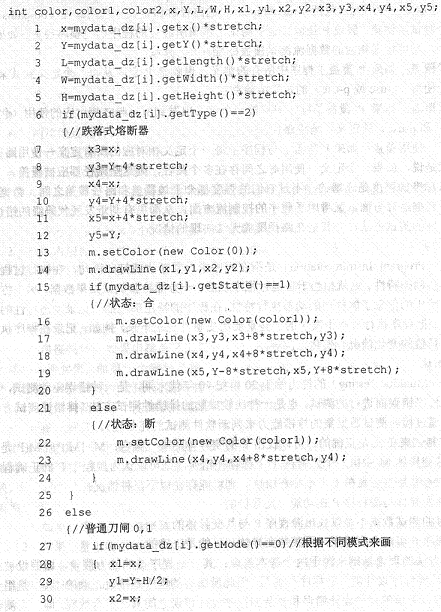 int color,color1,color2,x,Y,L,W,H,x1,y1,x2,y2,x3,y3,x4,y4,x5,y5;
1 x=mydata_dz[i].getx()*stretch;
2 Y=mydata_dz[i].getY()*stretch;
3 L=mydata_dz[i].getlength()*stretch;
4 W=mydata_dz[i].getWidth()*stretch;
5 H=mydata_dz[i].getHeight()*stretch;
6 if(mydata_dz[i].getType()==2)
{//跌落式熔断器
7 x3=x;
8 y3=Y-4*stretch;
9 x4=x;
10 y4=Y+4*stretch;
11 x5=x+4*stretch;
12 y5=Y;
13 m.setColor(new Color(0));
14 m.drawLine(x1,y1,x2,y2);
15 if(mydata_dz[i].getState()==1)
{//状态：合
16 m.setColor(new Color(color1));
17 m.drawLine(x3,y3,x3+8*stretch,y3);
18 m.drawLine(x4,y4,x4+8*stretch,y4);
19 m.drawLine(x5,Y-8*stretch,x5,Y+8*stretch);
20 }
21 else
{//状态：断
22 m.setColor(new Color(color1));
23 m.drawLine(x4,y4,x4+8*stretch,y4);
24 }
25 }
26 else
{//普通刀闸 0,1
27 if(mydata_dz[i].getMode()==0)//根据不同模式来画
28 { x1=x;
29 y1=Y-H/2;
30 x2=x;